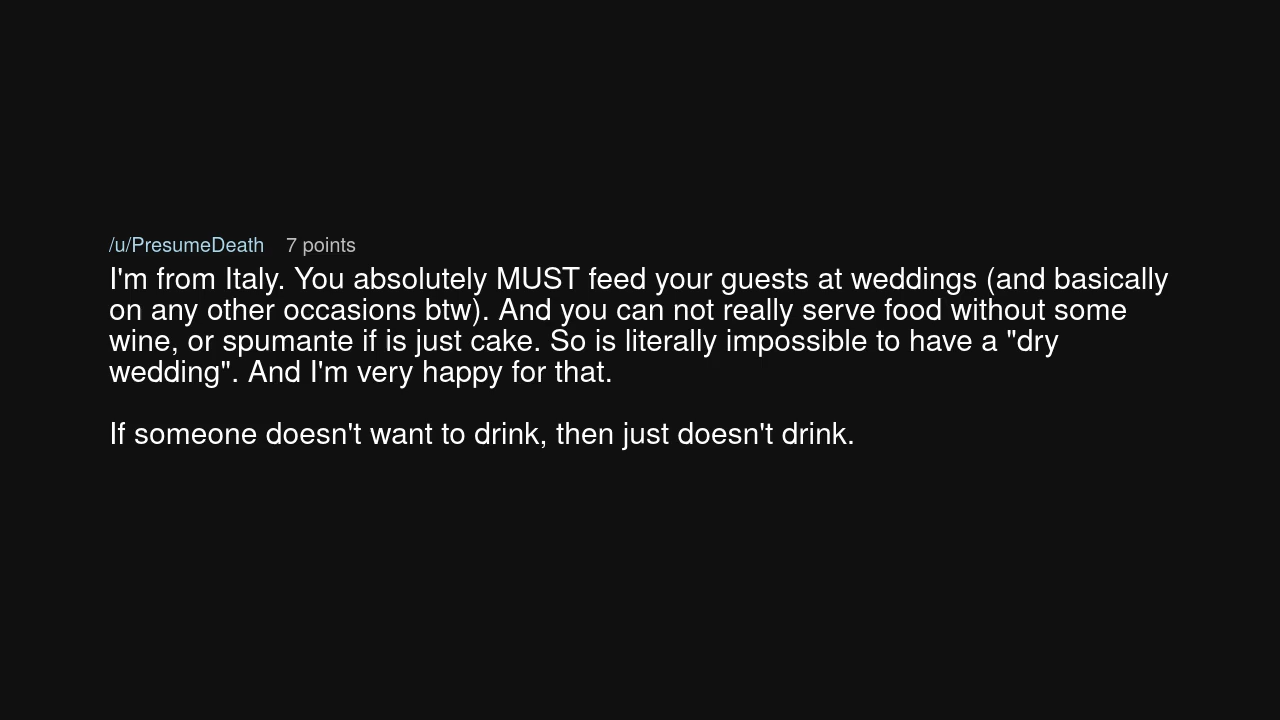 /u/PresumeDeath 7 points
I'm from Italy. You absolutely MUST feed your guests at weddings (and basically
on any other occasions btw). And you can not really serve food without some
wine, or spumante if is just cake. So is literally impossible to have a "dry
wedding". And I'm very happy for that.
If someone doesn't want to drink, then just doesn't drink.